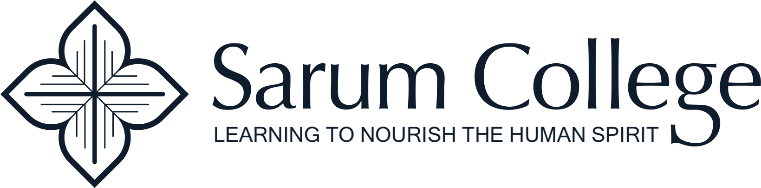 Sarum College
LEARNING TO NOURISH THE HUMAN SPIRIT